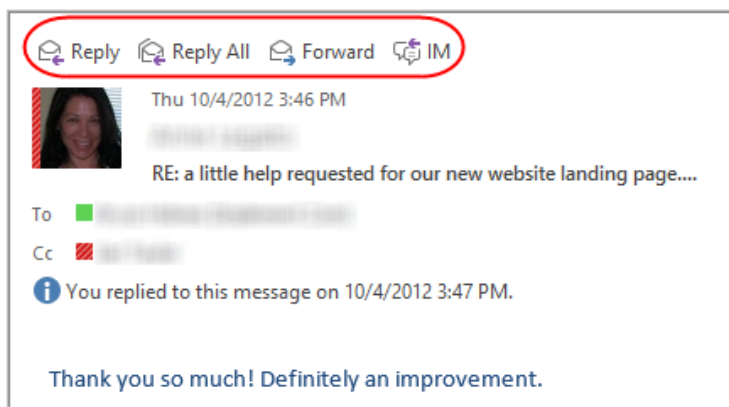 Reply Reply All Forward IM
Thu 10/4/2012 3:46 PM
RE: a little help requested for our new website landing page....
To
Cc
You replied to this message on 10/4/2012 3:47 PM.
Thank you so much! Definitely an improvement.